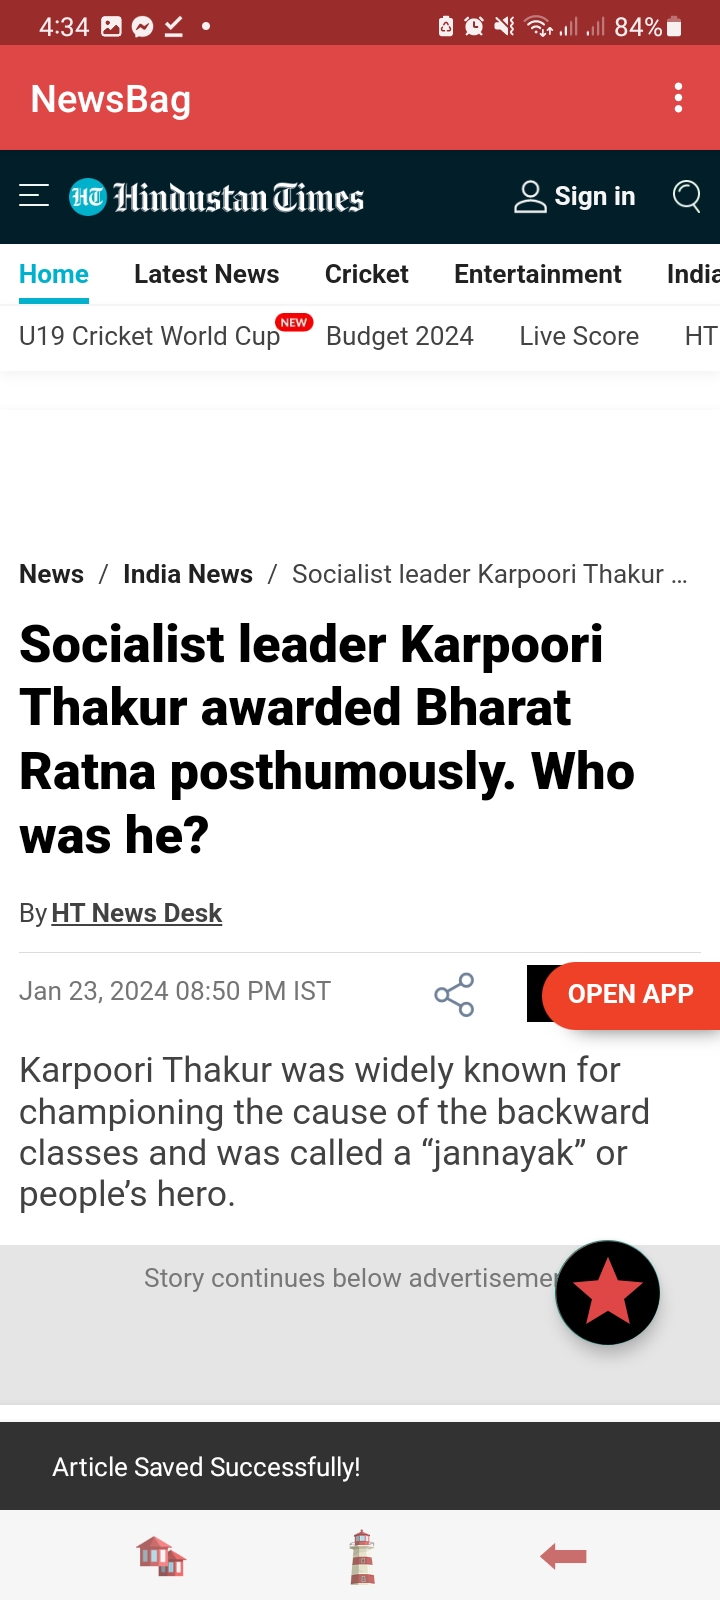 4:34
84%
NewsBag
HT Hindustan Times
Sign in
Home Latest News Cricket Entertainment India
U19 Cricket World Cup NEW Budget 2024 Live Score HT
News / India News / Socialist leader Karpoori Thakur ...
Socialist leader Karpoori
Thakur awarded Bharat
Ratna posthumously. Who
was he?
By HT News Desk
Jan 23, 2024 08:50 PM IST
OPEN APP
Karpoori Thakur was widely known for
championing the cause of the backward
classes and was called a “jannayak” or
people’s hero.
Story continues below advertisemen
Article Saved Successfully!